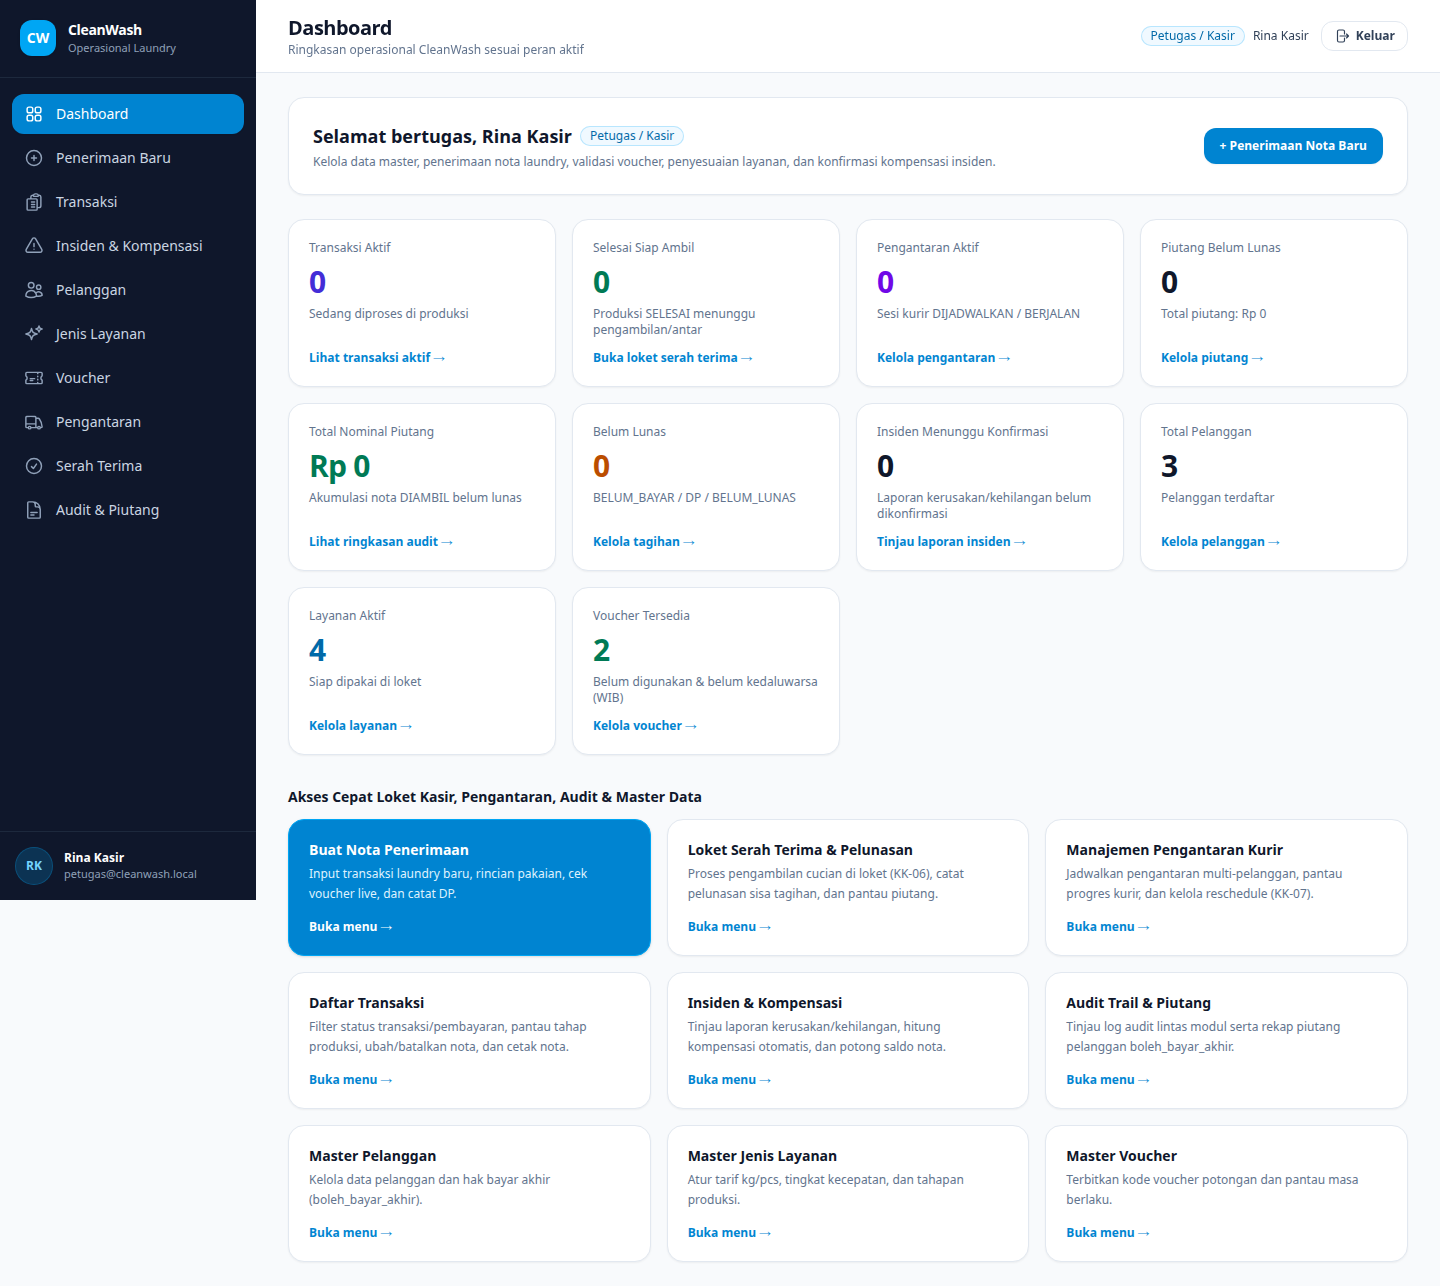 CW
CleanWash
Operasional Laundry
Dashboard
Penerimaan Baru
Transaksi
Insiden & Kompensasi
Pelanggan
Jenis Layanan
Voucher
Pengantaran
Serah Terima
Audit & Piutang
RK
Rina Kasir
petugas@cleanwash.local
Dashboard
Ringkasan operasional CleanWash sesuai peran aktif
Petugas / Kasir
Rina Kasir
Keluar
Selamat bertugas, Rina Kasir
Petugas / Kasir
Kelola data master, penerimaan nota laundry, validasi voucher, penyesuaian layanan, dan konfirmasi kompensasi insiden.
+ Penerimaan Nota Baru
Transaksi Aktif
0
Sedang diproses di produksi
Lihat transaksi aktif →
Selesai Siap Ambil
0
Produksi SELESAI menunggu
pengambilan/antar
Buka loket serah terima →
Pengantaran Aktif
0
Sesi kurir DIJADWALKAN / BERJALAN
Kelola pengantaran →
Piutang Belum Lunas
0
Total piutang: Rp 0
Kelola piutang →
Total Nominal Piutang
Rp 0
Akumulasi nota DIAMBIL belum lunas
Lihat ringkasan audit →
Belum Lunas
0
BELUM_BAYAR / DP / BELUM_LUNAS
Kelola tagihan →
Insiden Menunggu Konfirmasi
0
Laporan kerusakan/kehilangan belum
dikonfirmasi
Tinjau laporan insiden →
Total Pelanggan
3
Pelanggan terdaftar
Kelola pelanggan →
Layanan Aktif
4
Siap dipakai di loket
Kelola layanan →
Voucher Tersedia
2
Belum digunakan & belum kedaluwarsa
(WIB)
Kelola voucher →
Akses Cepat Loket Kasir, Pengantaran, Audit & Master Data
Buat Nota Penerimaan
Input transaksi laundry baru, rincian pakaian, cek
voucher live, dan catat DP.
Buka menu →
Loket Serah Terima & Pelunasan
Proses pengambilan cucian di loket (KK-06), catat
pelunasan sisa tagihan, dan pantau piutang.
Buka menu →
Manajemen Pengantaran Kurir
Jadwalkan pengantaran multi-pelanggan, pantau
progres kurir, dan kelola reschedule (KK-07).
Buka menu →
Daftar Transaksi
Filter status transaksi/pembayaran, pantau tahap
produksi, ubah/batalkan nota, dan cetak nota.
Buka menu →
Insiden & Kompensasi
Tinjau laporan kerusakan/kehilangan, hitung
kompensasi otomatis, dan potong saldo nota.
Buka menu →
Audit Trail & Piutang
Tinjau log audit lintas modul serta rekap piutang
pelanggan boleh_bayar_akhir.
Buka menu →
Master Pelanggan
Kelola data pelanggan dan hak bayar akhir
(boleh_bayar_akhir).
Buka menu →
Master Jenis Layanan
Atur tarif kg/pcs, tingkat kecepatan, dan tahapan
produksi.
Buka menu →
Master Voucher
Terbitkan kode voucher potongan dan pantau masa
berlaku.
Buka menu →